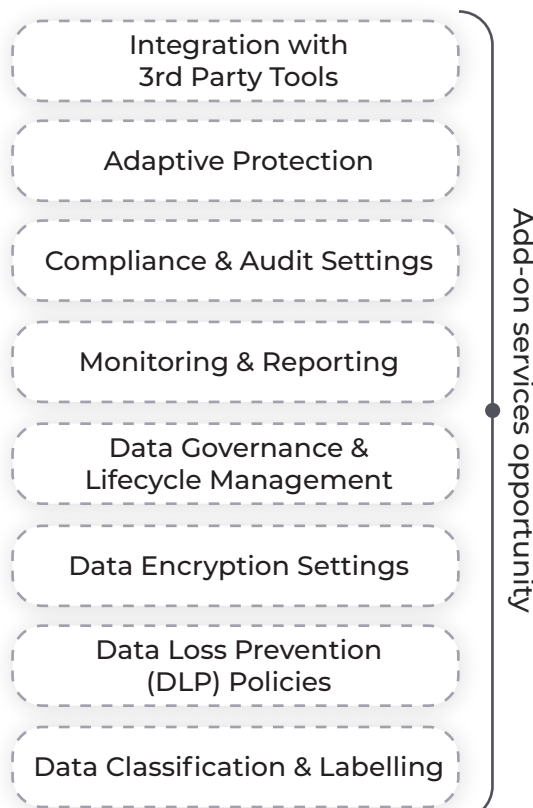 Integration with
3rd Party Tools
Adaptive Protection
Compliance & Audit Settings
Monitoring & Reporting
Data Governance &
Lifecycle Management
Data Encryption Settings
Data Loss Prevention
(DLP) Policies
Data Classification & Labelling
Add-on services opportunity